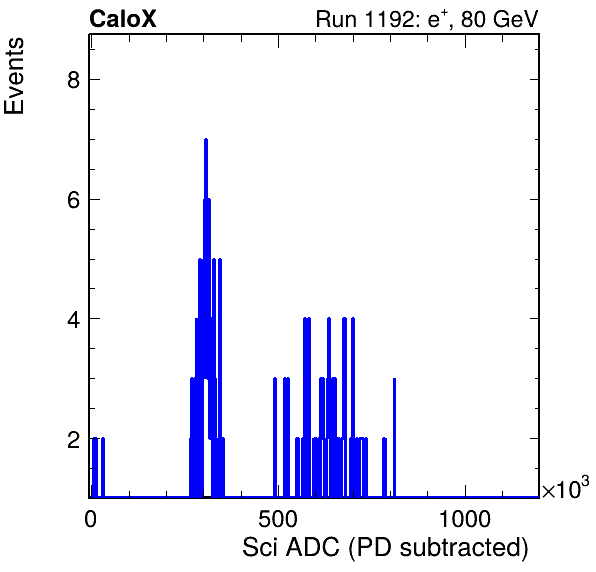 CaloX Run 1192: e⁺, 80 GeV
Events
8
6
4
2
×10³
0 500 1000
Sci ADC (PD subtracted)